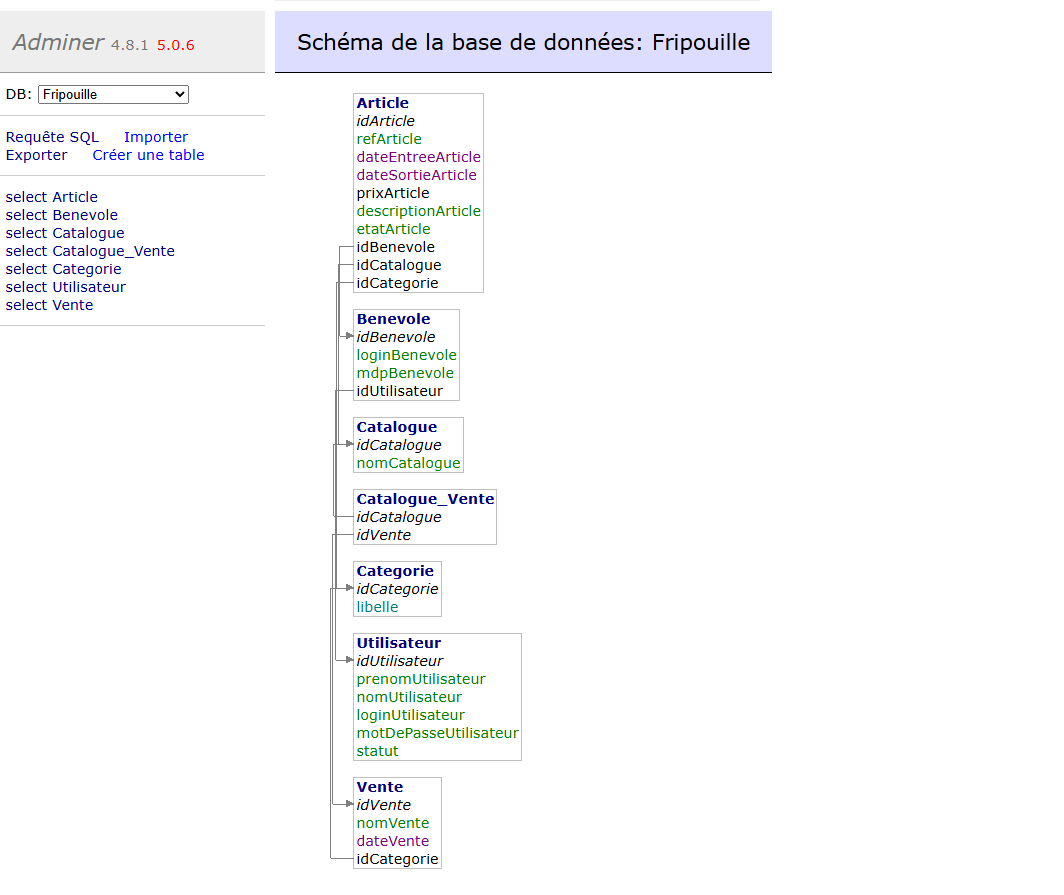 Adminer 4.8.1 5.0.6
DB: Fripouille
Requête SQL Importer
Exporter Créer une table
select Article
select Benevole
select Catalogue
select Catalogue_Vente
select Categorie
select Utilisateur
select Vente
Schéma de la base de données: Fripouille
Article
idArticle
refArticle
dateEntreeArticle
dateSortieArticle
prixArticle
descriptionArticle
etatArticle
idBenevole
idCatalogue
idCategorie
Benevole
idBenevole
loginBenevole
mdpBenevole
idUtilisateur
Catalogue
idCatalogue
nomCatalogue
Catalogue_Vente
idCatalogue
idVente
Categorie
idCategorie
libelle
Utilisateur
idUtilisateur
prenomUtilisateur
nomUtilisateur
loginUtilisateur
motDePasseUtilisateur
statut
Vente
idVente
nomVente
dateVente
idCategorie